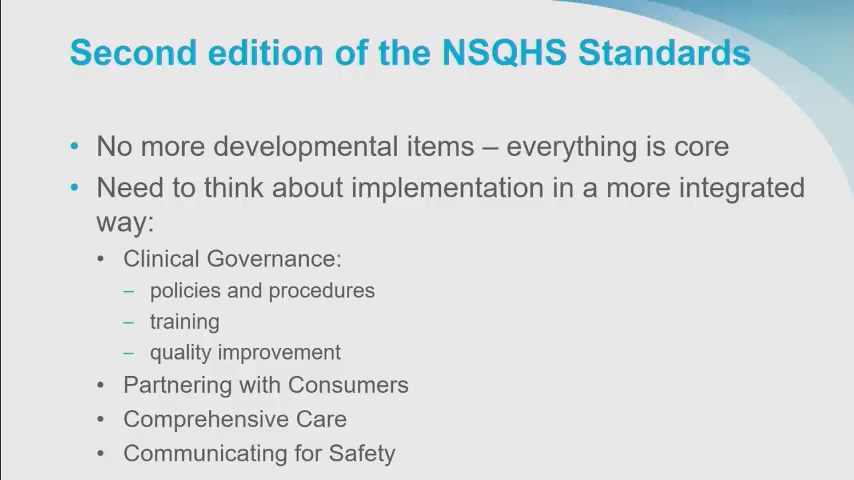 Second edition of the NSQHS Standards
• No more developmental items – everything is core
• Need to think about implementation in a more integrated
way:
• Clinical Governance:
– policies and procedures
– training
– quality improvement
• Partnering with Consumers
• Comprehensive Care
• Communicating for Safety